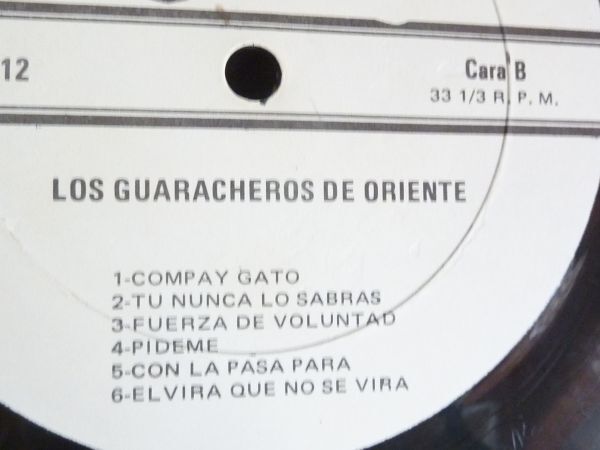 12
Cara B
33 1/3 R. P. M.
LOS GUARACHEROS DE ORIENTE
1-COMPAY GATO
2-TU NUNCA LO SABRAS
3-FUERZA DE VOLUNTAD
4-PIDEME
5-CON LA PASA PARA
6-ELVIRA QUE NO SE VIRA